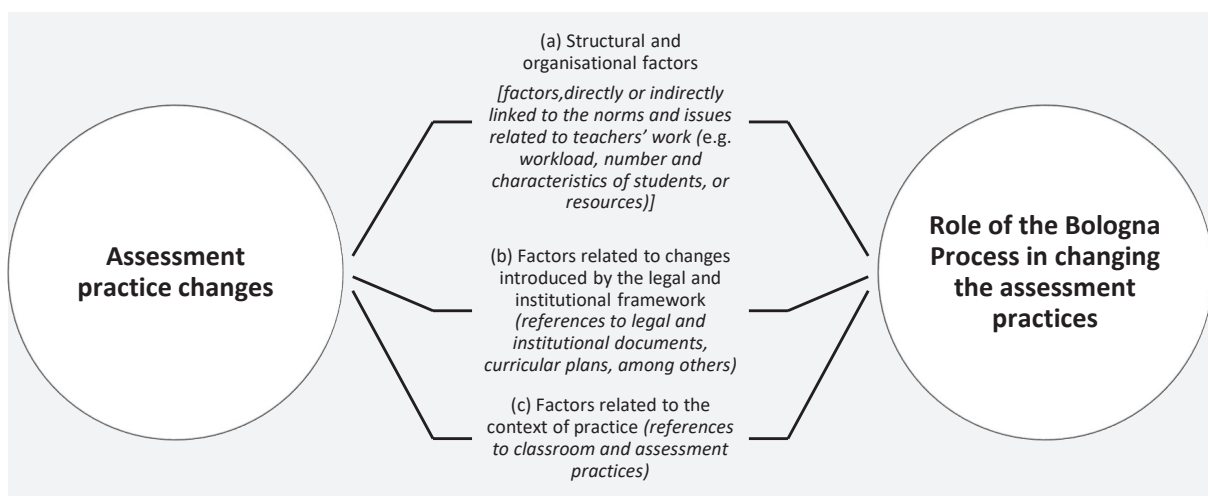 Assessment
practice changes
(a) Structural and
organisational factors
[factors,directly or indirectly
linked to the norms and issues
related to teachers’ work (e.g.
workload, number and
characteristics of students, or
resources)]
(b) Factors related to changes
introduced by the legal and
institutional framework
(references to legal and
institutional documents,
curricular plans, among others)
(c) Factors related to the
context of practice (references
to classroom and assessment
practices)
Role of the Bologna
Process in changing
the assessment
practices